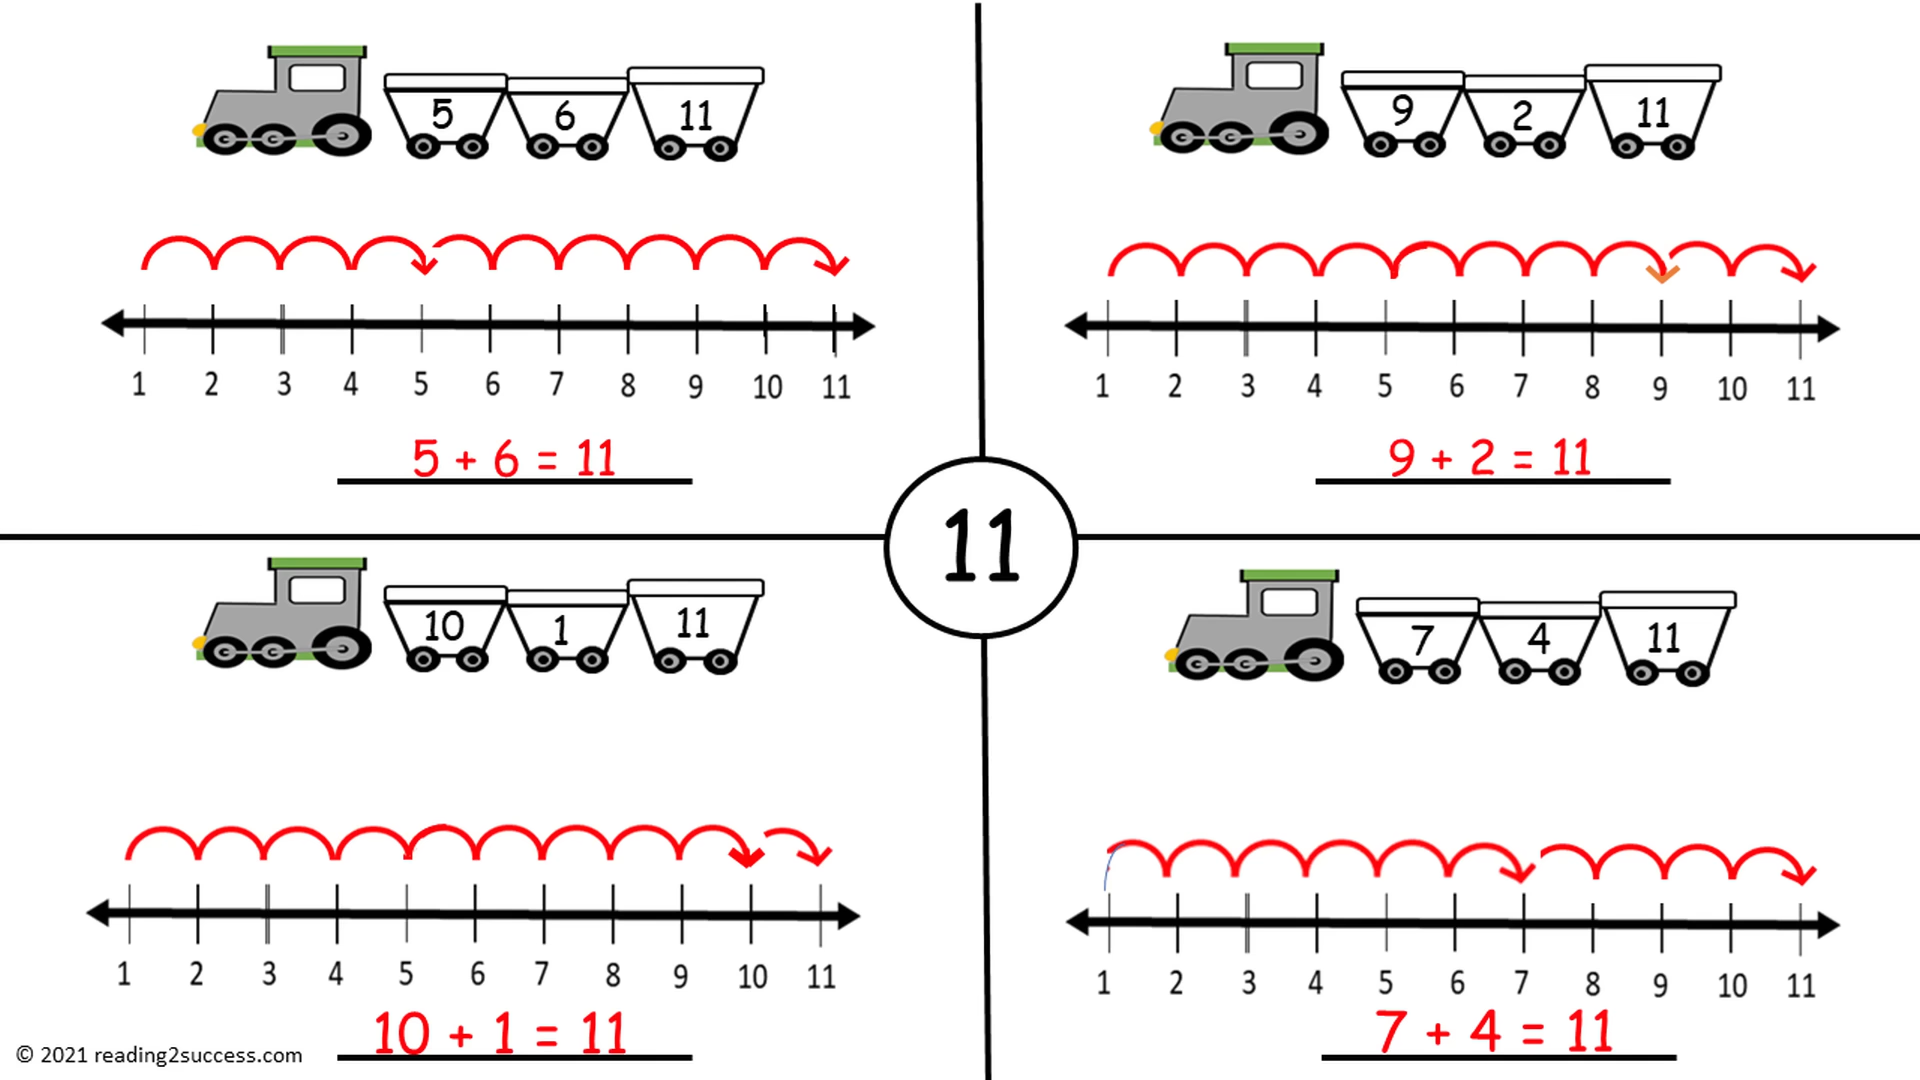 5 6 11
1 2 3 4 5 6 7 8 9 10 11
5 + 6 = 11
9 2 11
1 2 3 4 5 6 7 8 9 10 11
9 + 2 = 11
11
10 1 11
1 2 3 4 5 6 7 8 9 10 11
10 + 1 = 11
7 4 11
1 2 3 4 5 6 7 8 9 10 11
7 + 4 = 11
© 2021 reading2success.com